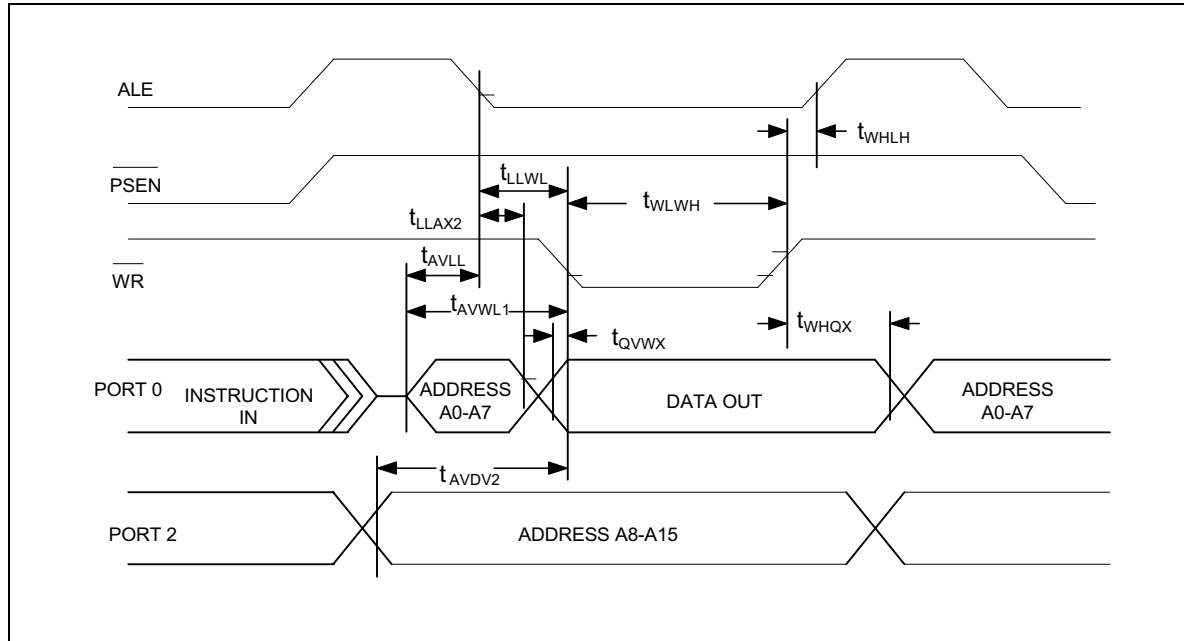 ALE
tWHLH
PSEN
tLLWL
tWLWH
tLLAX2
tAVLL
WR
tAVWL1
tQVWX
tWHQX
PORT 0
INSTRUCTION
IN
ADDRESS
A0-A7
DATA OUT
ADDRESS
A0-A7
tAVDV2
PORT 2
ADDRESS A8-A15